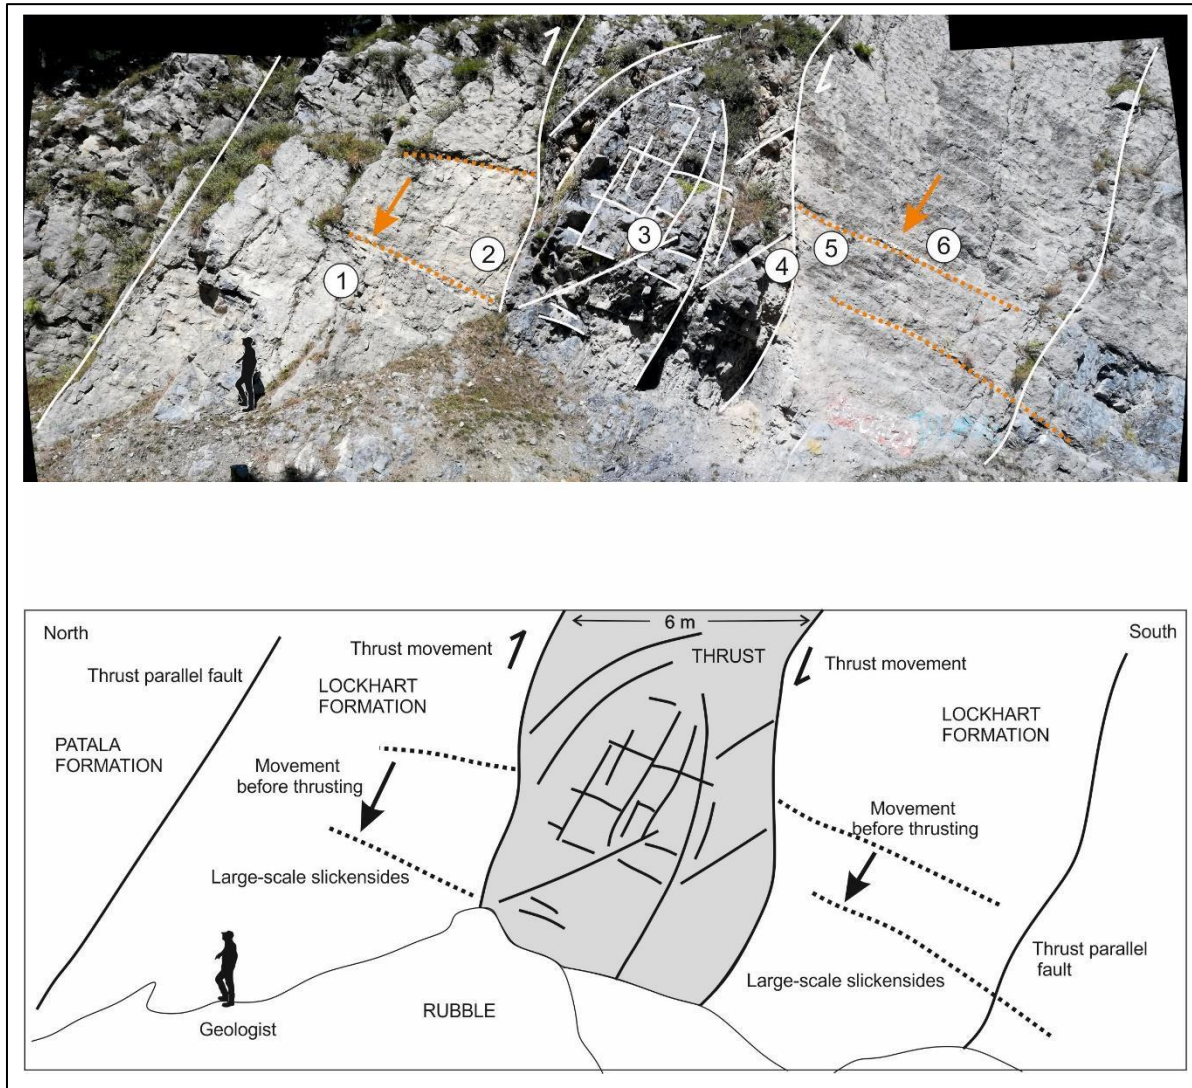 1
2
3
4
5
6
North
6 m
South
Thrust movement
THRUST
Thrust movement
Thrust parallel fault
LOCKHART
FORMATION
LOCKHART
FORMATION
PATALA
FORMATION
Movement
before thrusting
Movement
before thrusting
Large-scale slickensides
Thrust parallel
fault
Large-scale slickensides
RUBBLE
Geologist